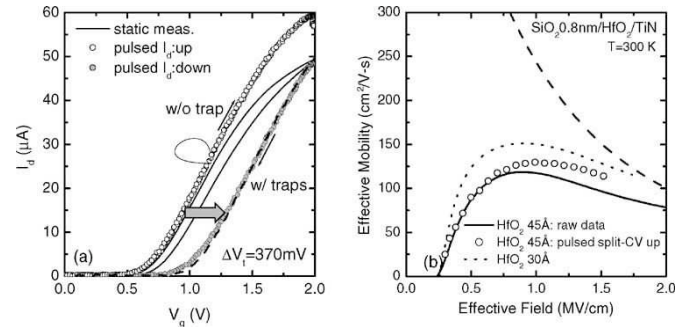 60
50
40
30
20
10
0
I_d (μA)
static meas.
pulsed I_d:up
pulsed I_d:down
w/o trap
w/ traps
(a)
ΔV_t=370mV
0.0 0.5 1.0 1.5 2.0
V_g (V)
300
250
200
150
100
50
0
Effective Mobility (cm²/V-s)
SiO₂0.8nm/HfO₂/TiN
T=300 K
HfO₂ 45Å: raw data
HfO₂ 45Å: pulsed split-CV up
HfO₂ 30Å
(b)
0.0 0.5 1.0 1.5 2.0
Effective Field (MV/cm)